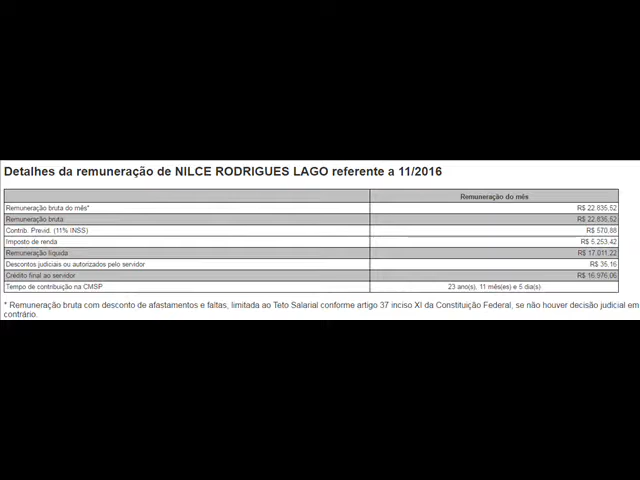 Detalhes da remuneração de NILCE RODRIGUES LAGO referente a 11/2016
Remuneração do mês
Remuneração bruta do mês* R$ 22.835,52
Remuneração bruta: R$ 22.835,52
Contrib. Previd. (11% INSS) R$ 570,88
Imposto de renda R$ 5.253,42
Remuneração líquida: R$ 17.011,22
Descontos judiciais ou autorizados pelo servidor R$ 35,16
Crédito final ao servidor R$ 16.976,06
Tempo de contribuição na CMSP 23 ano(s), 11 mês(es) e 5 dia(s)
* Remuneração bruta com desconto de afastamentos e faltas, limitada ao Teto Salarial conforme artigo 37 inciso XI da Constituição Federal, se não houver decisão judicial em
contrário.